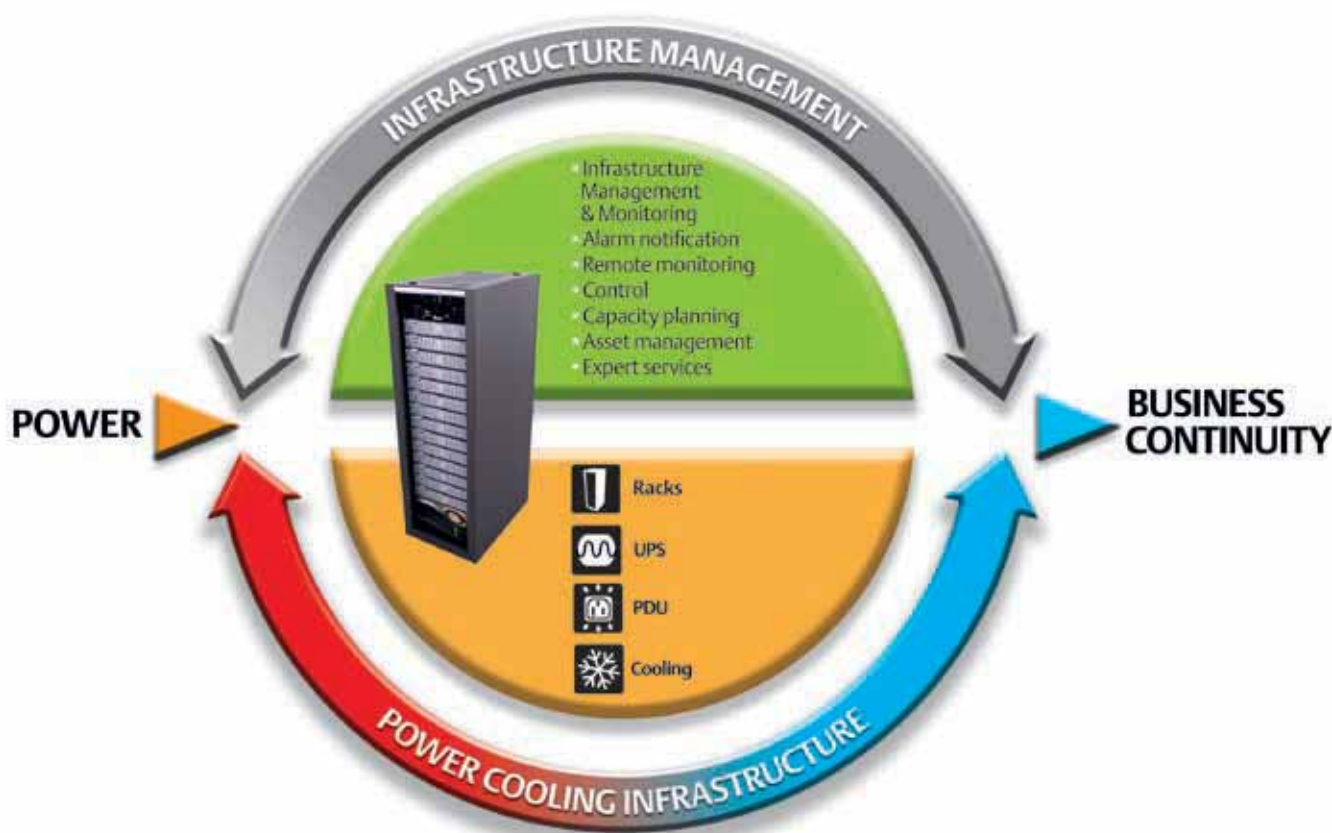 INFRASTRUCTURE MANAGEMENT
Infrastructure
Management
& Monitoring
Alarm notification
Remote monitoring
Control
Capacity planning
Asset management
Expert services
POWER
BUSINESS
CONTINUITY
Racks
UPS
PDU
Cooling
POWER COOLING INFRASTRUCTURE